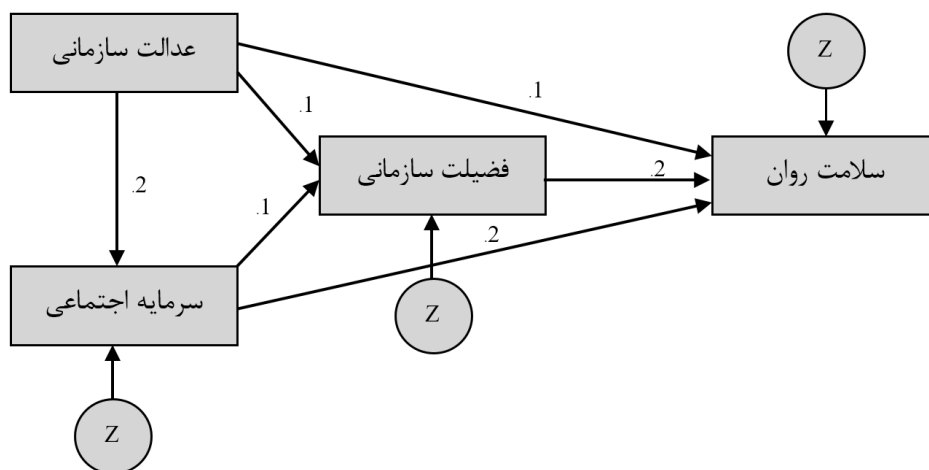 عدالت سازمانی
Z
.1
.1
فضیلت سازمانی
سلامت روان
.2
.2
.1
.2
سرمایه اجتماعی
Z
Z